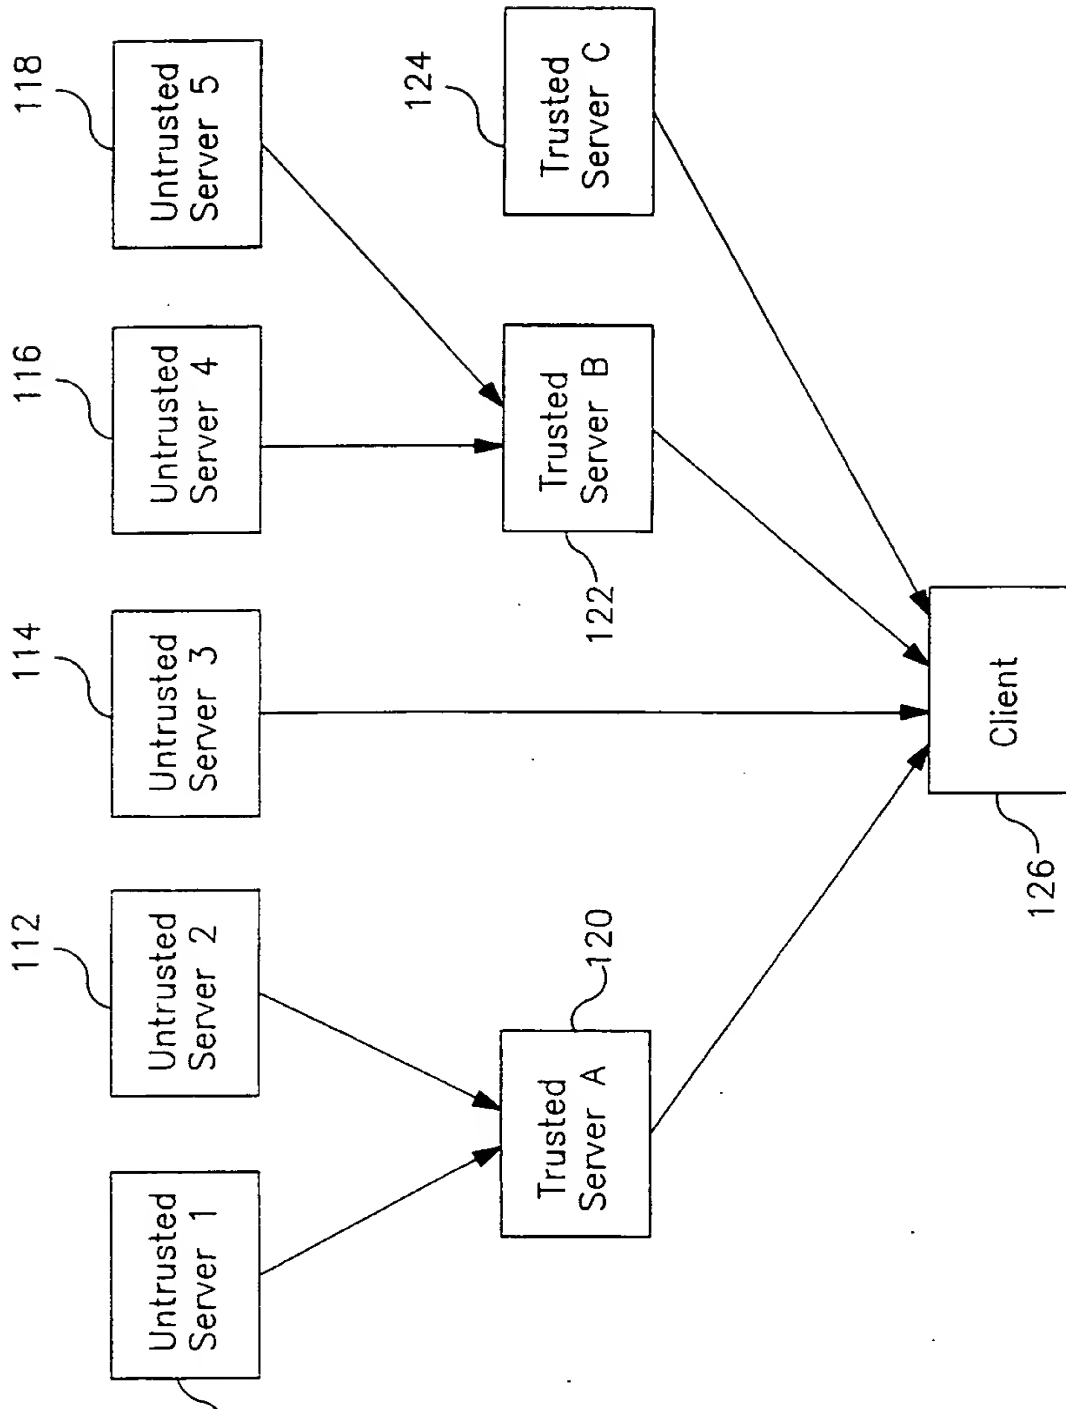 118
Untrusted
Server 5
124
Trusted
Server C
116
Untrusted
Server 4
Trusted
Server B
122
114
Untrusted
Server 3
Client
126
112
Untrusted
Server 2
120
Trusted
Server A
Untrusted
Server 1